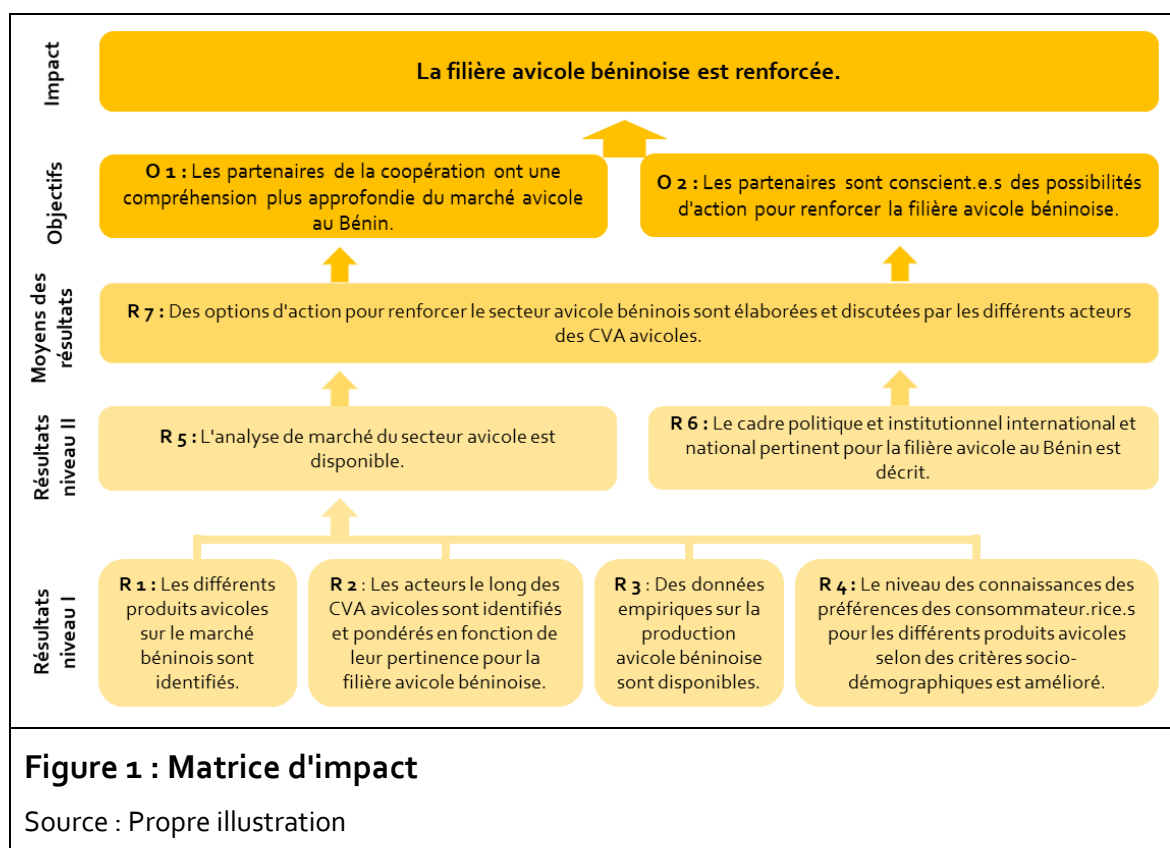 Impact
La filière avicole béninoise est renforcée.
Objectifs
O 1 : Les partenaires de la coopération ont une
compréhension plus approfondie du marché avicole
au Bénin.
O 2 : Les partenaires sont conscient.e.s des possibilités
d'action pour renforcer la filière avicole béninoise.
Moyens des
résultats
R 7 : Des options d'action pour renforcer le secteur avicole béninois sont élaborées et discutées par les différents acteurs
des CVA avicoles.
Résultats
niveau II
R 5 : L'analyse de marché du secteur avicole est
disponible.
R 6 : Le cadre politique et institutionnel international et
national pertinent pour la filière avicole au Bénin est
décrit.
Résultats
niveau I
R 1 : Les différents
produits avicoles
sur le marché
béninois sont
identifiés.
R 2 : Les acteurs le long des
CVA avicoles sont identifiés
et pondérés en fonction de
leur pertinence pour la
filière avicole béninoise.
R 3 : Des données
empiriques sur la
production
avicole béninoise
sont disponibles.
R 4 : Le niveau des connaissances des
préférences des consommateur.rice.s
pour les différents produits avicoles
selon des critères socio-
démographiques est amélioré.
Figure 1 : Matrice d'impact
Source : Propre illustration